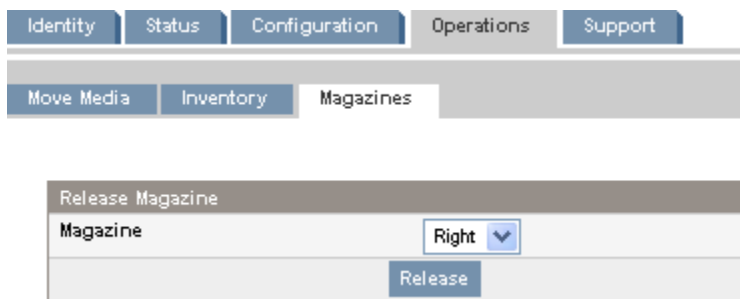 Identity Status Configuration Operations Support
Move Media Inventory Magazines
Release Magazine
Magazine Right
Release